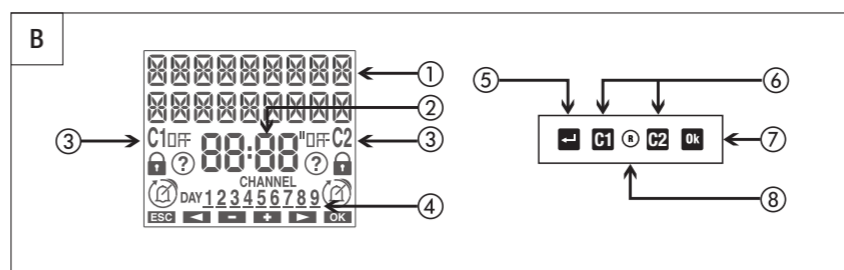 B
①
②
③ C1 OFF 88:88 " OFF C2 ③
? ?
CHANNEL
DAY 1 2 3 4 5 6 7 8 9
④
ESC - + OK
⑤ ⑥
C1 R C2 Ok ⑦
⑧